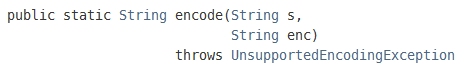 public static String encode(String s,
                            String enc)
                     throws UnsupportedEncodingException